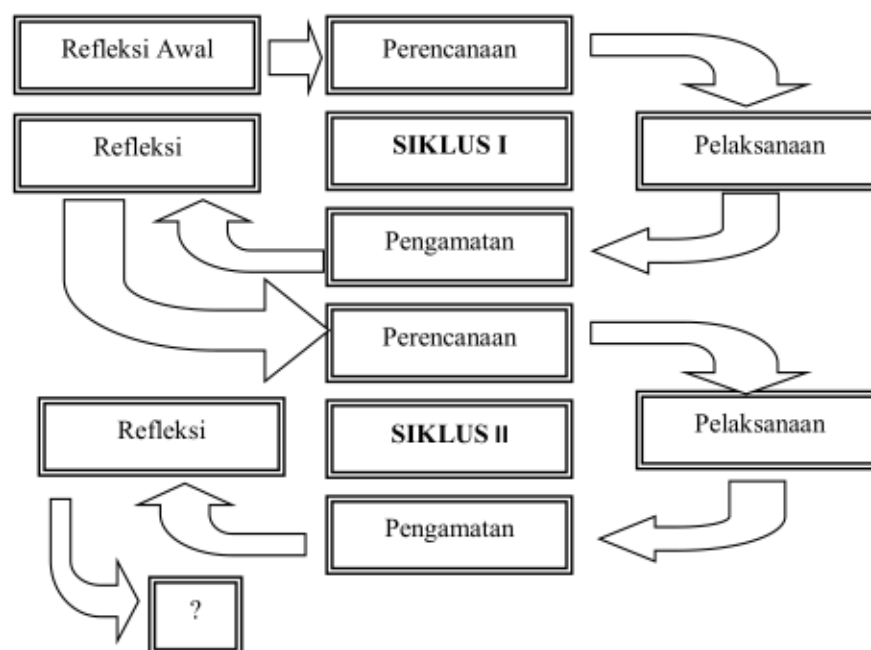 Refleksi Awal
Perencanaan
Refleksi
SIKLUS I
Pelaksanaan
Pengamatan
Perencanaan
Refleksi
SIKLUS II
Pelaksanaan
Pengamatan
?